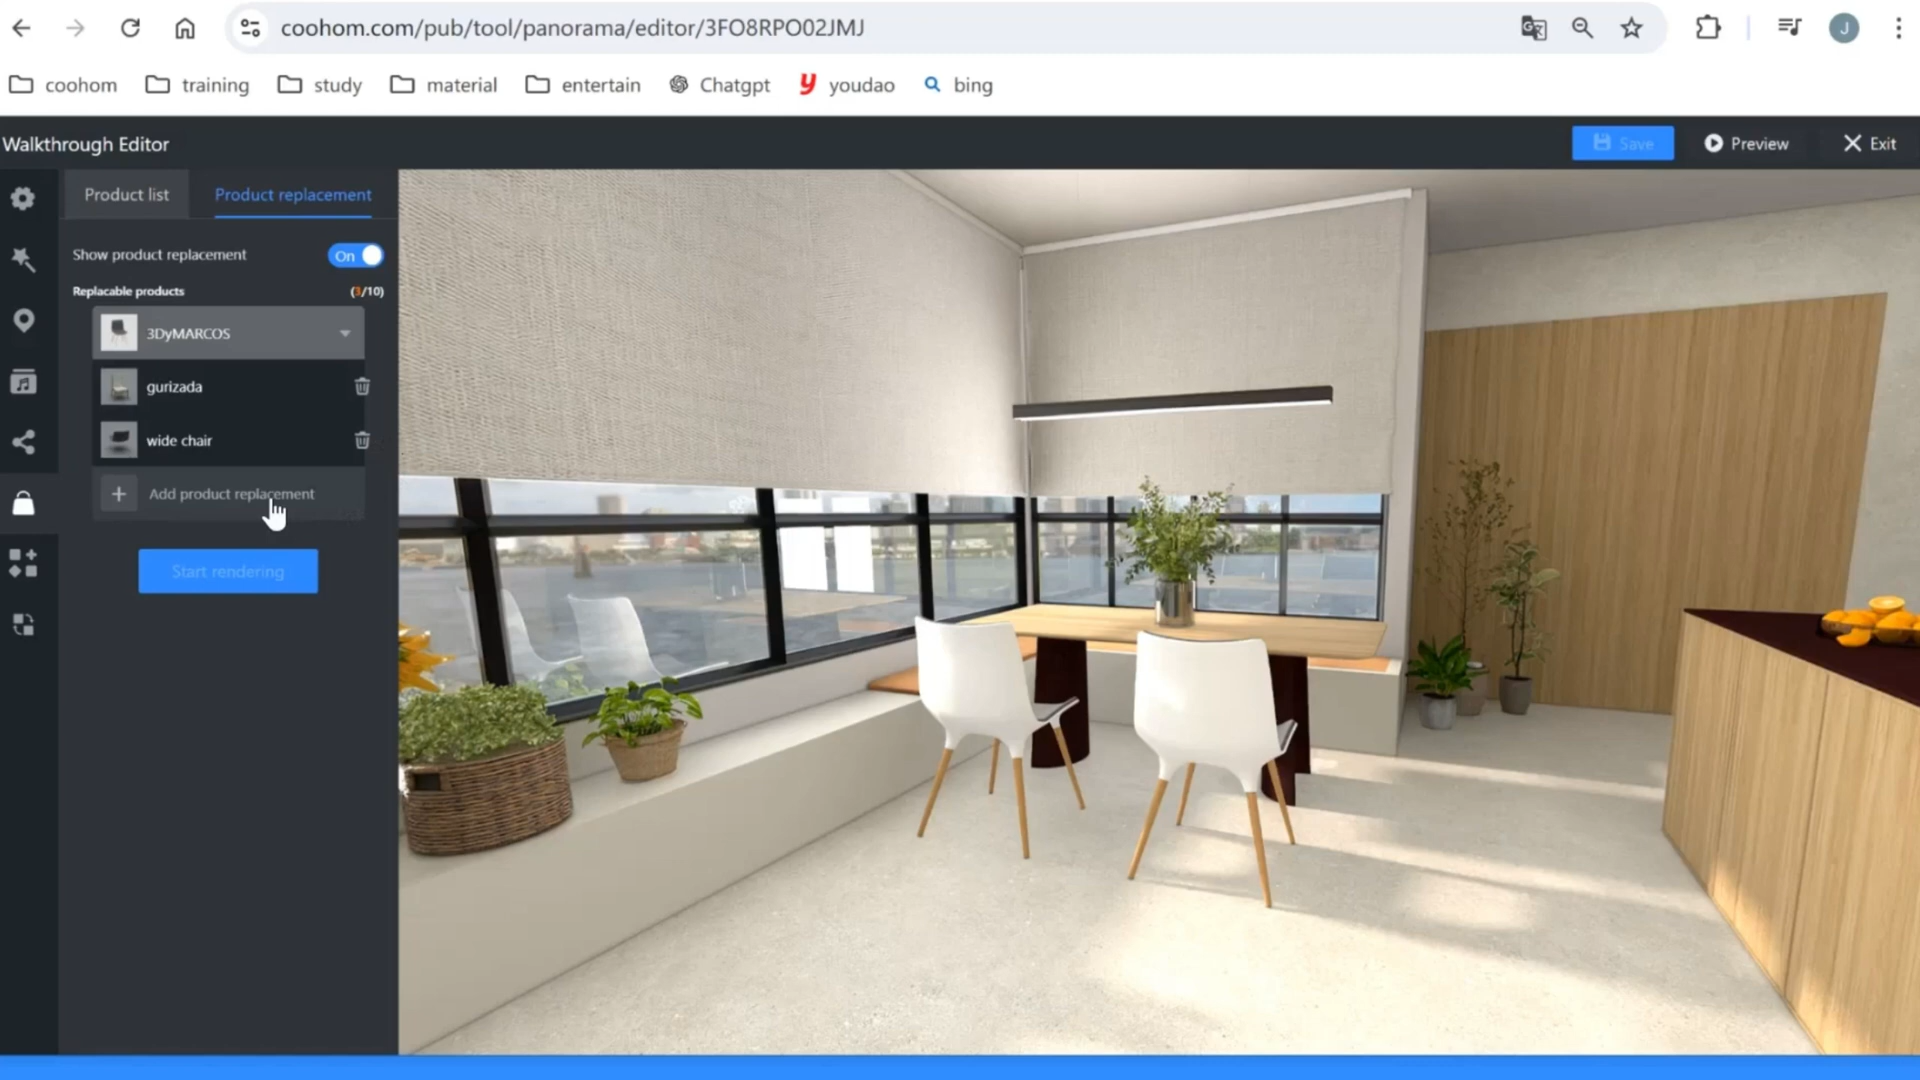 coohom.com/pub/tool/panorama/editor/3FO8RPO02JMJ
J
coohom
training
study
material
entertain
Chatgpt
y youdao
bing
Walkthrough Editor
Save
Preview
Exit
Product list
Product replacement
Show product replacement
On
Replacable products
(3/10)
3DyMARCOS
gurizada
wide chair
Add product replacement
Start rendering